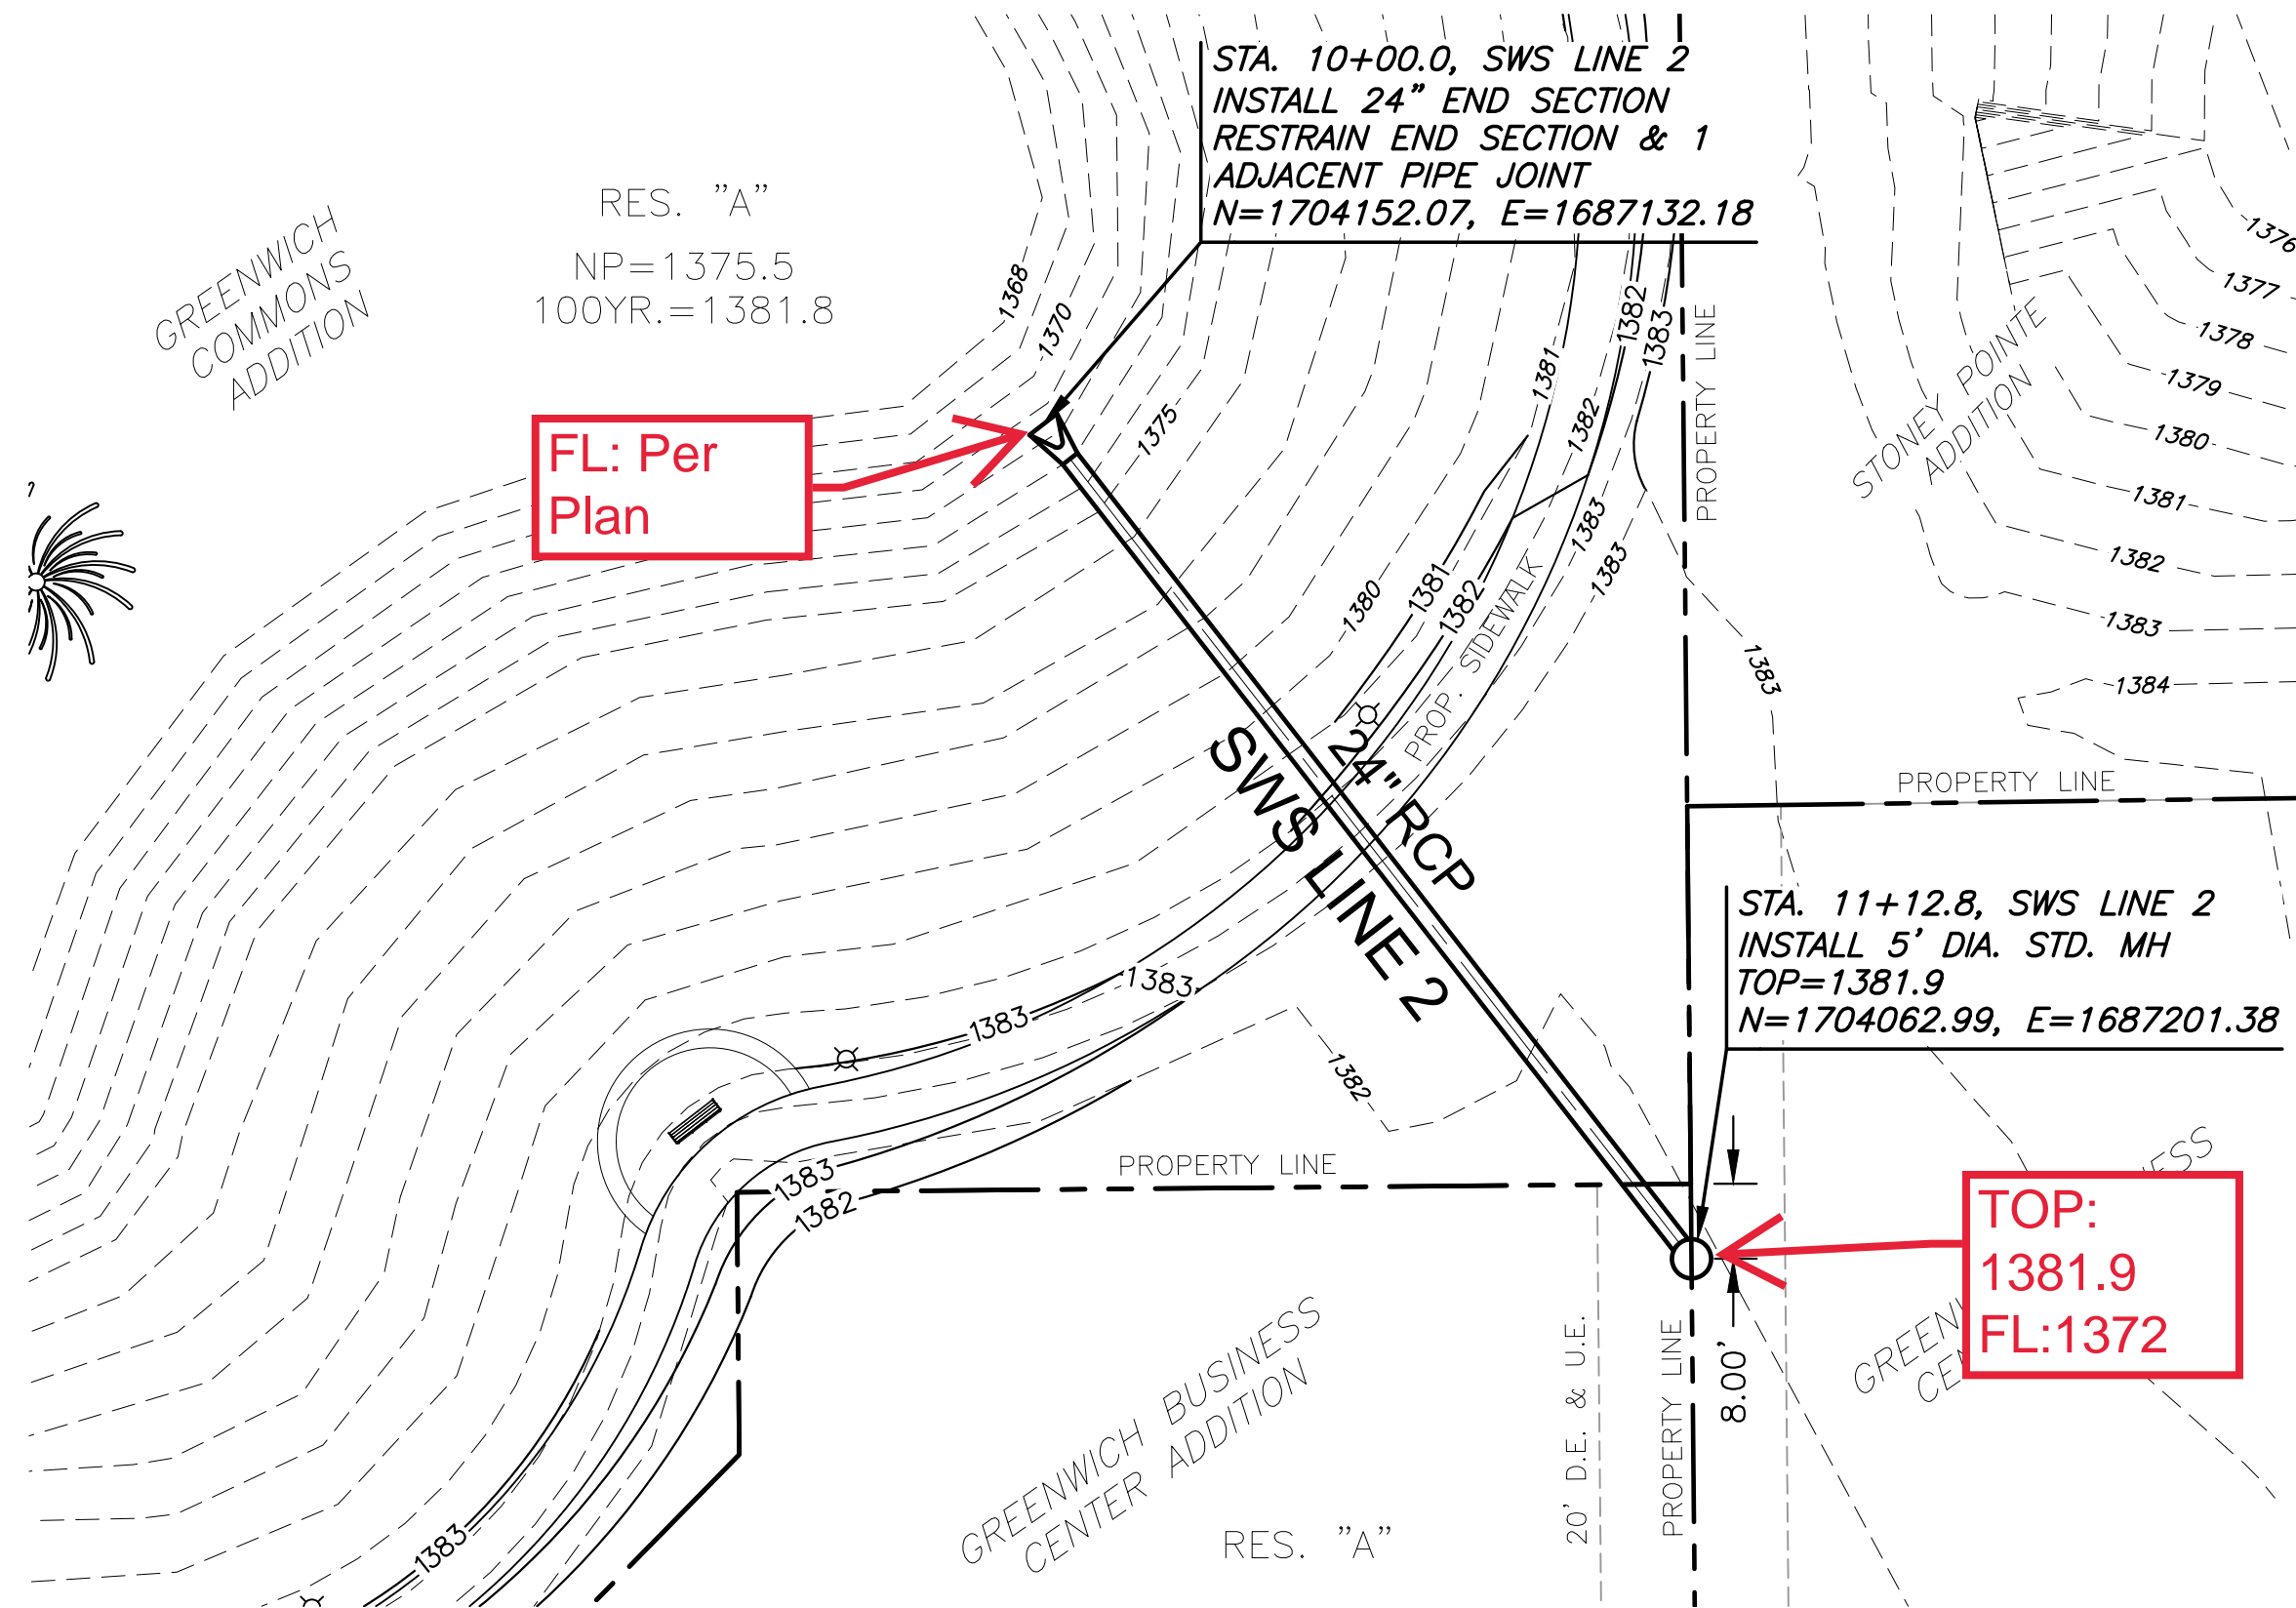 STA. 10+00.0, SWS LINE 2
INSTALL 24” END SECTION
RESTRAIN END SECTION & 1
ADJACENT PIPE JOINT
N=1704152.07, E=1687132.18
RES. ”A”
NP=1375.5
100YR.=1381.8
GREENWICH
COMMONS
ADDITION
FL: Per
Plan
1368
1370
1375
1380
1381
1382
1383
1381
1382
1382
1383
1383
PROP. SIDEWALK
PROPERTY LINE
STONEY POINTE
ADDITION
1376
1377
1378
1379
1380
1381
1382
1383
1384
1383
PROPERTY LINE
24" RCP
SWS LINE 2
STA. 11+12.8, SWS LINE 2
INSTALL 5’ DIA. STD. MH
TOP=1381.9
N=1704062.99, E=1687201.38
1383
1383
1382
PROPERTY LINE
1383
1382
TOP:
1381.9
FL:1372
8.00’
20’ D.E. & U.E.
PROPERTY LINE
GREENWICH BUSINESS
CENTER ADDITION
RES. ”A”
1383